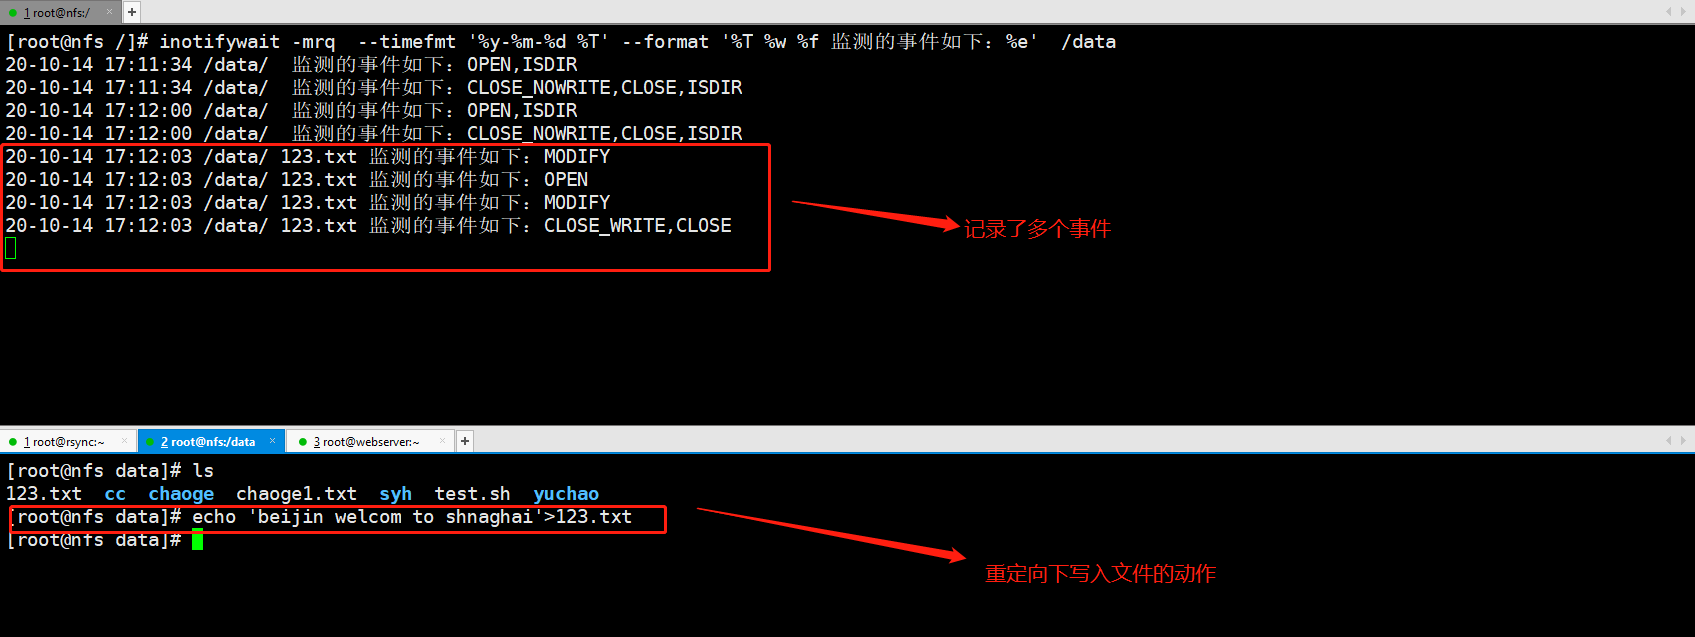 1 root@nfs:/ × +
[root@nfs /]# inotifywait -mrq  --timefmt '%y-%m-%d %T' --format '%T %w %f 监测的事件如下：%e'  /data
20-10-14 17:11:34 /data/  监测的事件如下：OPEN,ISDIR
20-10-14 17:11:34 /data/  监测的事件如下：CLOSE_NOWRITE,CLOSE,ISDIR
20-10-14 17:12:00 /data/  监测的事件如下：OPEN,ISDIR
20-10-14 17:12:00 /data/  监测的事件如下：CLOSE_NOWRITE,CLOSE,ISDIR
20-10-14 17:12:03 /data/ 123.txt 监测的事件如下：MODIFY
20-10-14 17:12:03 /data/ 123.txt 监测的事件如下：OPEN
20-10-14 17:12:03 /data/ 123.txt 监测的事件如下：MODIFY
20-10-14 17:12:03 /data/ 123.txt 监测的事件如下：CLOSE_WRITE,CLOSE
记录了多个事件
1 root@rsync:~ × 2 root@nfs:/data × 3 root@webserver:~ × +
[root@nfs data]# ls
123.txt  cc  chaoge  chaoge1.txt  syh  test.sh  yuchao
[root@nfs data]# echo 'beijin welcom to shnaghai'>123.txt
[root@nfs data]#
重定向下写入文件的动作